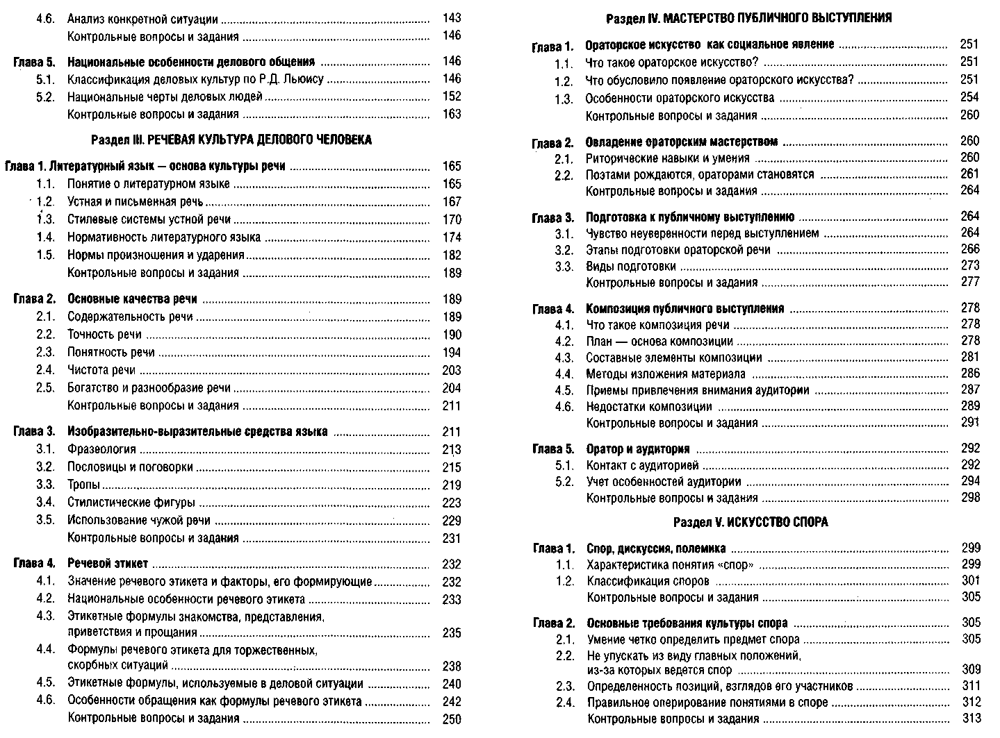 4.6. Анализ конкретной ситуации 143
Контрольные вопросы и задания 146
Глава 5. Национальные особенности делового общения 146
5.1. Классификация деловых культур по Р.Д. Льюису 146
5.2. Национальные черты деловых людей 152
Контрольные вопросы и задания 163
Раздел III. РЕЧЕВАЯ КУЛЬТУРА ДЕЛОВОГО ЧЕЛОВЕКА
Глава 1. Литературный язык – основа культуры речи 165
1.1. Понятие о литературном языке 165
1.2. Устная и письменная речь 167
1.3. Стилевые системы устной речи 170
1.4. Нормативность литературного языка 174
1.5. Нормы произношения и ударения 182
Контрольные вопросы и задания 189
Глава 2. Основные качества речи 189
2.1. Содержательность речи 189
2.2. Точность речи 190
2.3. Понятность речи 194
2.4. Чистота речи 203
2.5. Богатство и разнообразие речи 204
Контрольные вопросы и задания 211
Глава 3. Изобразительно-выразительные средства языка 211
3.1. Фразеология 213
3.2. Пословицы и поговорки 215
3.3. Тропы 219
3.4. Стилистические фигуры 223
3.5. Использование чужой речи 229
Контрольные вопросы и задания 231
Глава 4. Речевой этикет 232
4.1. Значение речевого этикета и факторы, его формирующие 232
4.2. Национальные особенности речевого этикета 233
4.3. Этикетные формулы знакомства, представления,
приветствия и прощания 235
4.4. Формулы речевого этикета для торжественных,
скорбных ситуаций 238
4.5. Этикетные формулы, используемые в деловой ситуации 240
4.6. Особенности обращения как формулы речевого этикета 242
Контрольные вопросы и задания 250
Раздел IV. МАСТЕРСТВО ПУБЛИЧНОГО ВЫСТУПЛЕНИЯ
Глава 1. Ораторское искусство как социальное явление 251
1.1. Что такое ораторское искусство? 251
1.2. Что обусловило появление ораторского искусства? 251
1.3. Особенности ораторского искусства 254
Контрольные вопросы и задания 260
Глава 2. Овладение ораторским мастерством 260
2.1. Риторические навыки и умения 260
2.2. Поэтами рождаются, ораторами становятся 261
Контрольные вопросы и задания 264
Глава 3. Подготовка к публичному выступлению 264
3.1. Чувство неуверенности перед выступлением 264
3.2. Этапы подготовки ораторской речи 266
3.3. Виды подготовки 273
Контрольные вопросы и задания 277
Глава 4. Композиция публичного выступления 278
4.1. Что такое композиция речи 278
4.2. План — основа композиции 278
4.3. Составные элементы композиции 281
4.4. Методы изложения материала 286
4.5. Приемы привлечения внимания аудитории 287
4.6. Недостатки композиции 289
Контрольные вопросы и задания 291
Глава 5. Оратор и аудитория 292
5.1. Контакт с аудиторией 292
5.2. Учет особенностей аудитории 294
Контрольные вопросы и задания 298
Раздел V. ИСКУССТВО СПОРА
Глава 1. Спор, дискуссия, полемика 299
1.1. Характеристика понятия «спор» 299
1.2. Классификация споров 301
Контрольные вопросы и задания 305
Глава 2. Основные требования культуры спора 305
2.1. Умение четко определить предмет спора 305
2.2. Не упускать из виду главных положений,
из-за которых ведется спор 309
2.3. Определенность позиций, взглядов его участников 311
2.4. Правильное оперирование понятиями в споре 312
Контрольные вопросы и задания 313